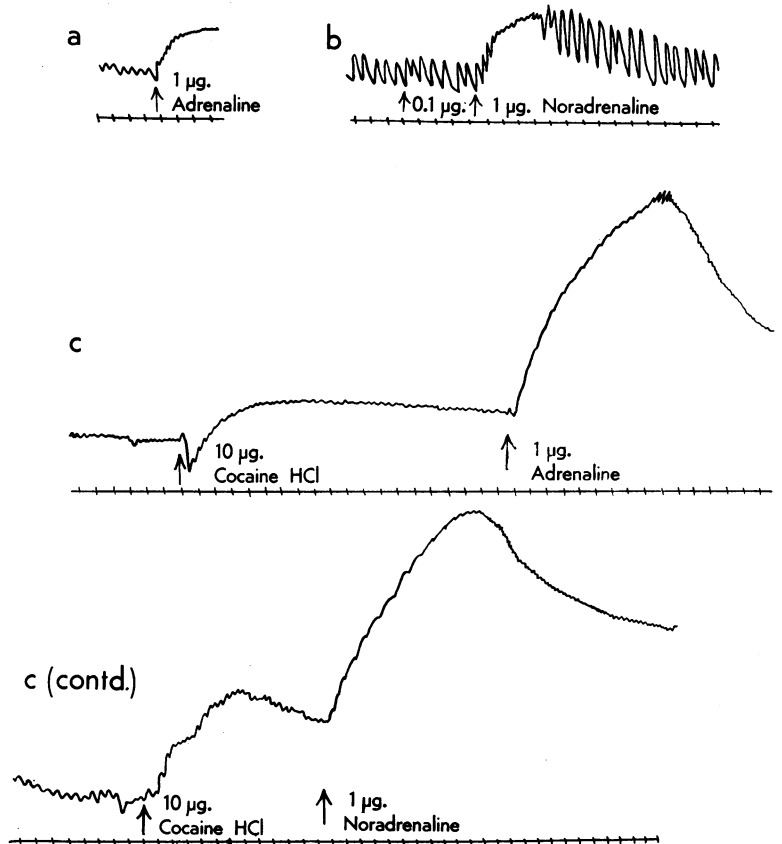 a
1 µg.
Adrenaline
b
0.1 µg. 1 µg. Noradrenaline
c
10 µg.
Cocaine HCl
1 µg.
Adrenaline
c (contd.)
10 µg.
Cocaine HCl
1 µg.
Noradrenaline